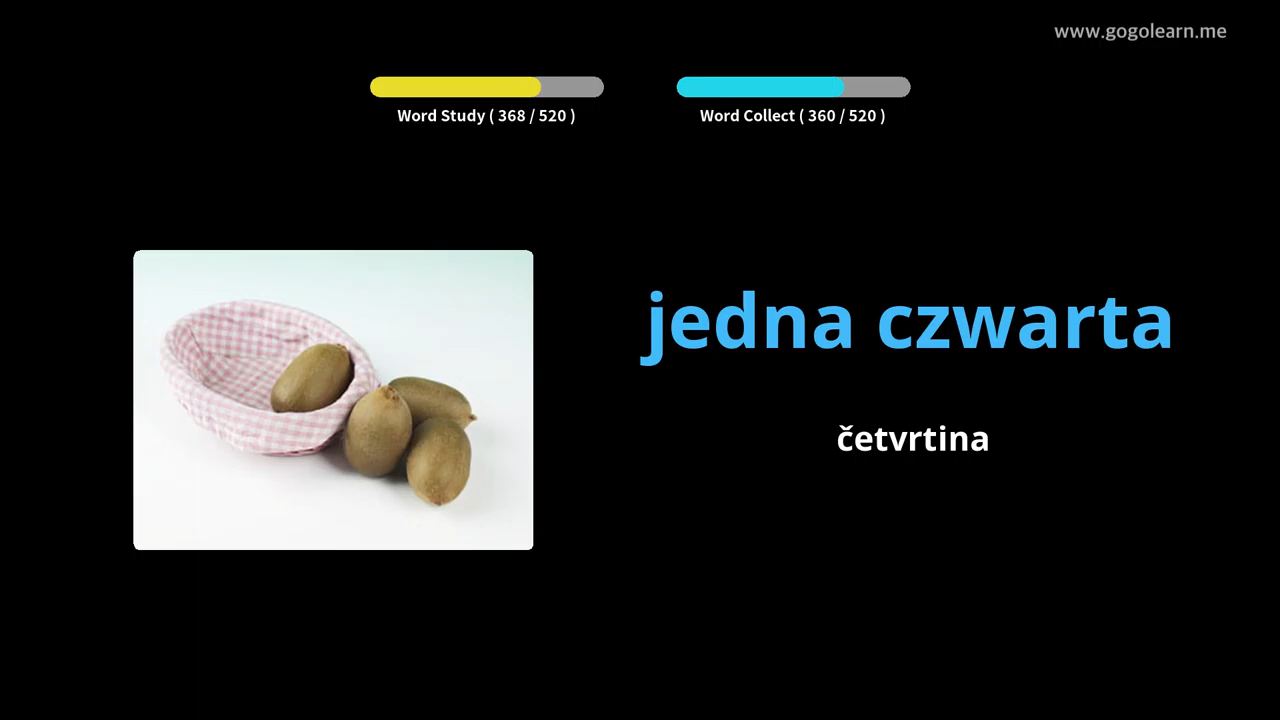 www.gogolearn.me
Word Study ( 368 / 520 )
Word Collect ( 360 / 520 )
jedna czwarta
četvrtina